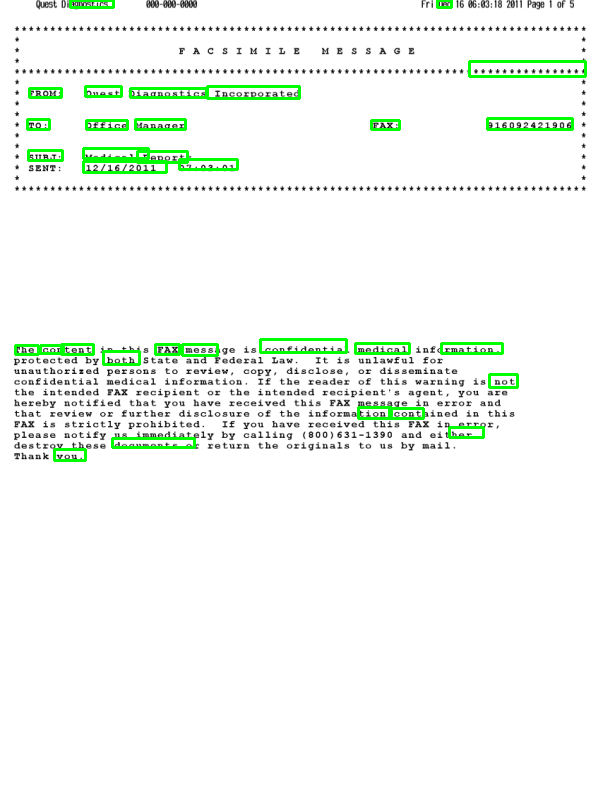 Quest Diagnostics 000-000-0000 Fri Dec 16 06:03:18 2011 Page 1 of 5
FACSIMILE MESSAGE
FROM: Quest Diagnostics Incorporated
TO: Office Manager FAX: 916092421906
SUBJ: Medical Report
SENT: 12/16/2011 07:03:01
The content in this FAX message is confidential medical information,
protected by both State and Federal Law. It is unlawful for
unauthorized persons to review, copy, disclose, or disseminate
confidential medical information. If the reader of this warning is not
the intended FAX recipient or the intended recipient's agent, you are
hereby notified that you have received this FAX message in error and
that review or further disclosure of the information contained in this
FAX is strictly prohibited. If you have received this FAX in error,
please notify us immediately by calling (800)631-1390 and either
destroy these documents or return the originals to us by mail.
Thank you.